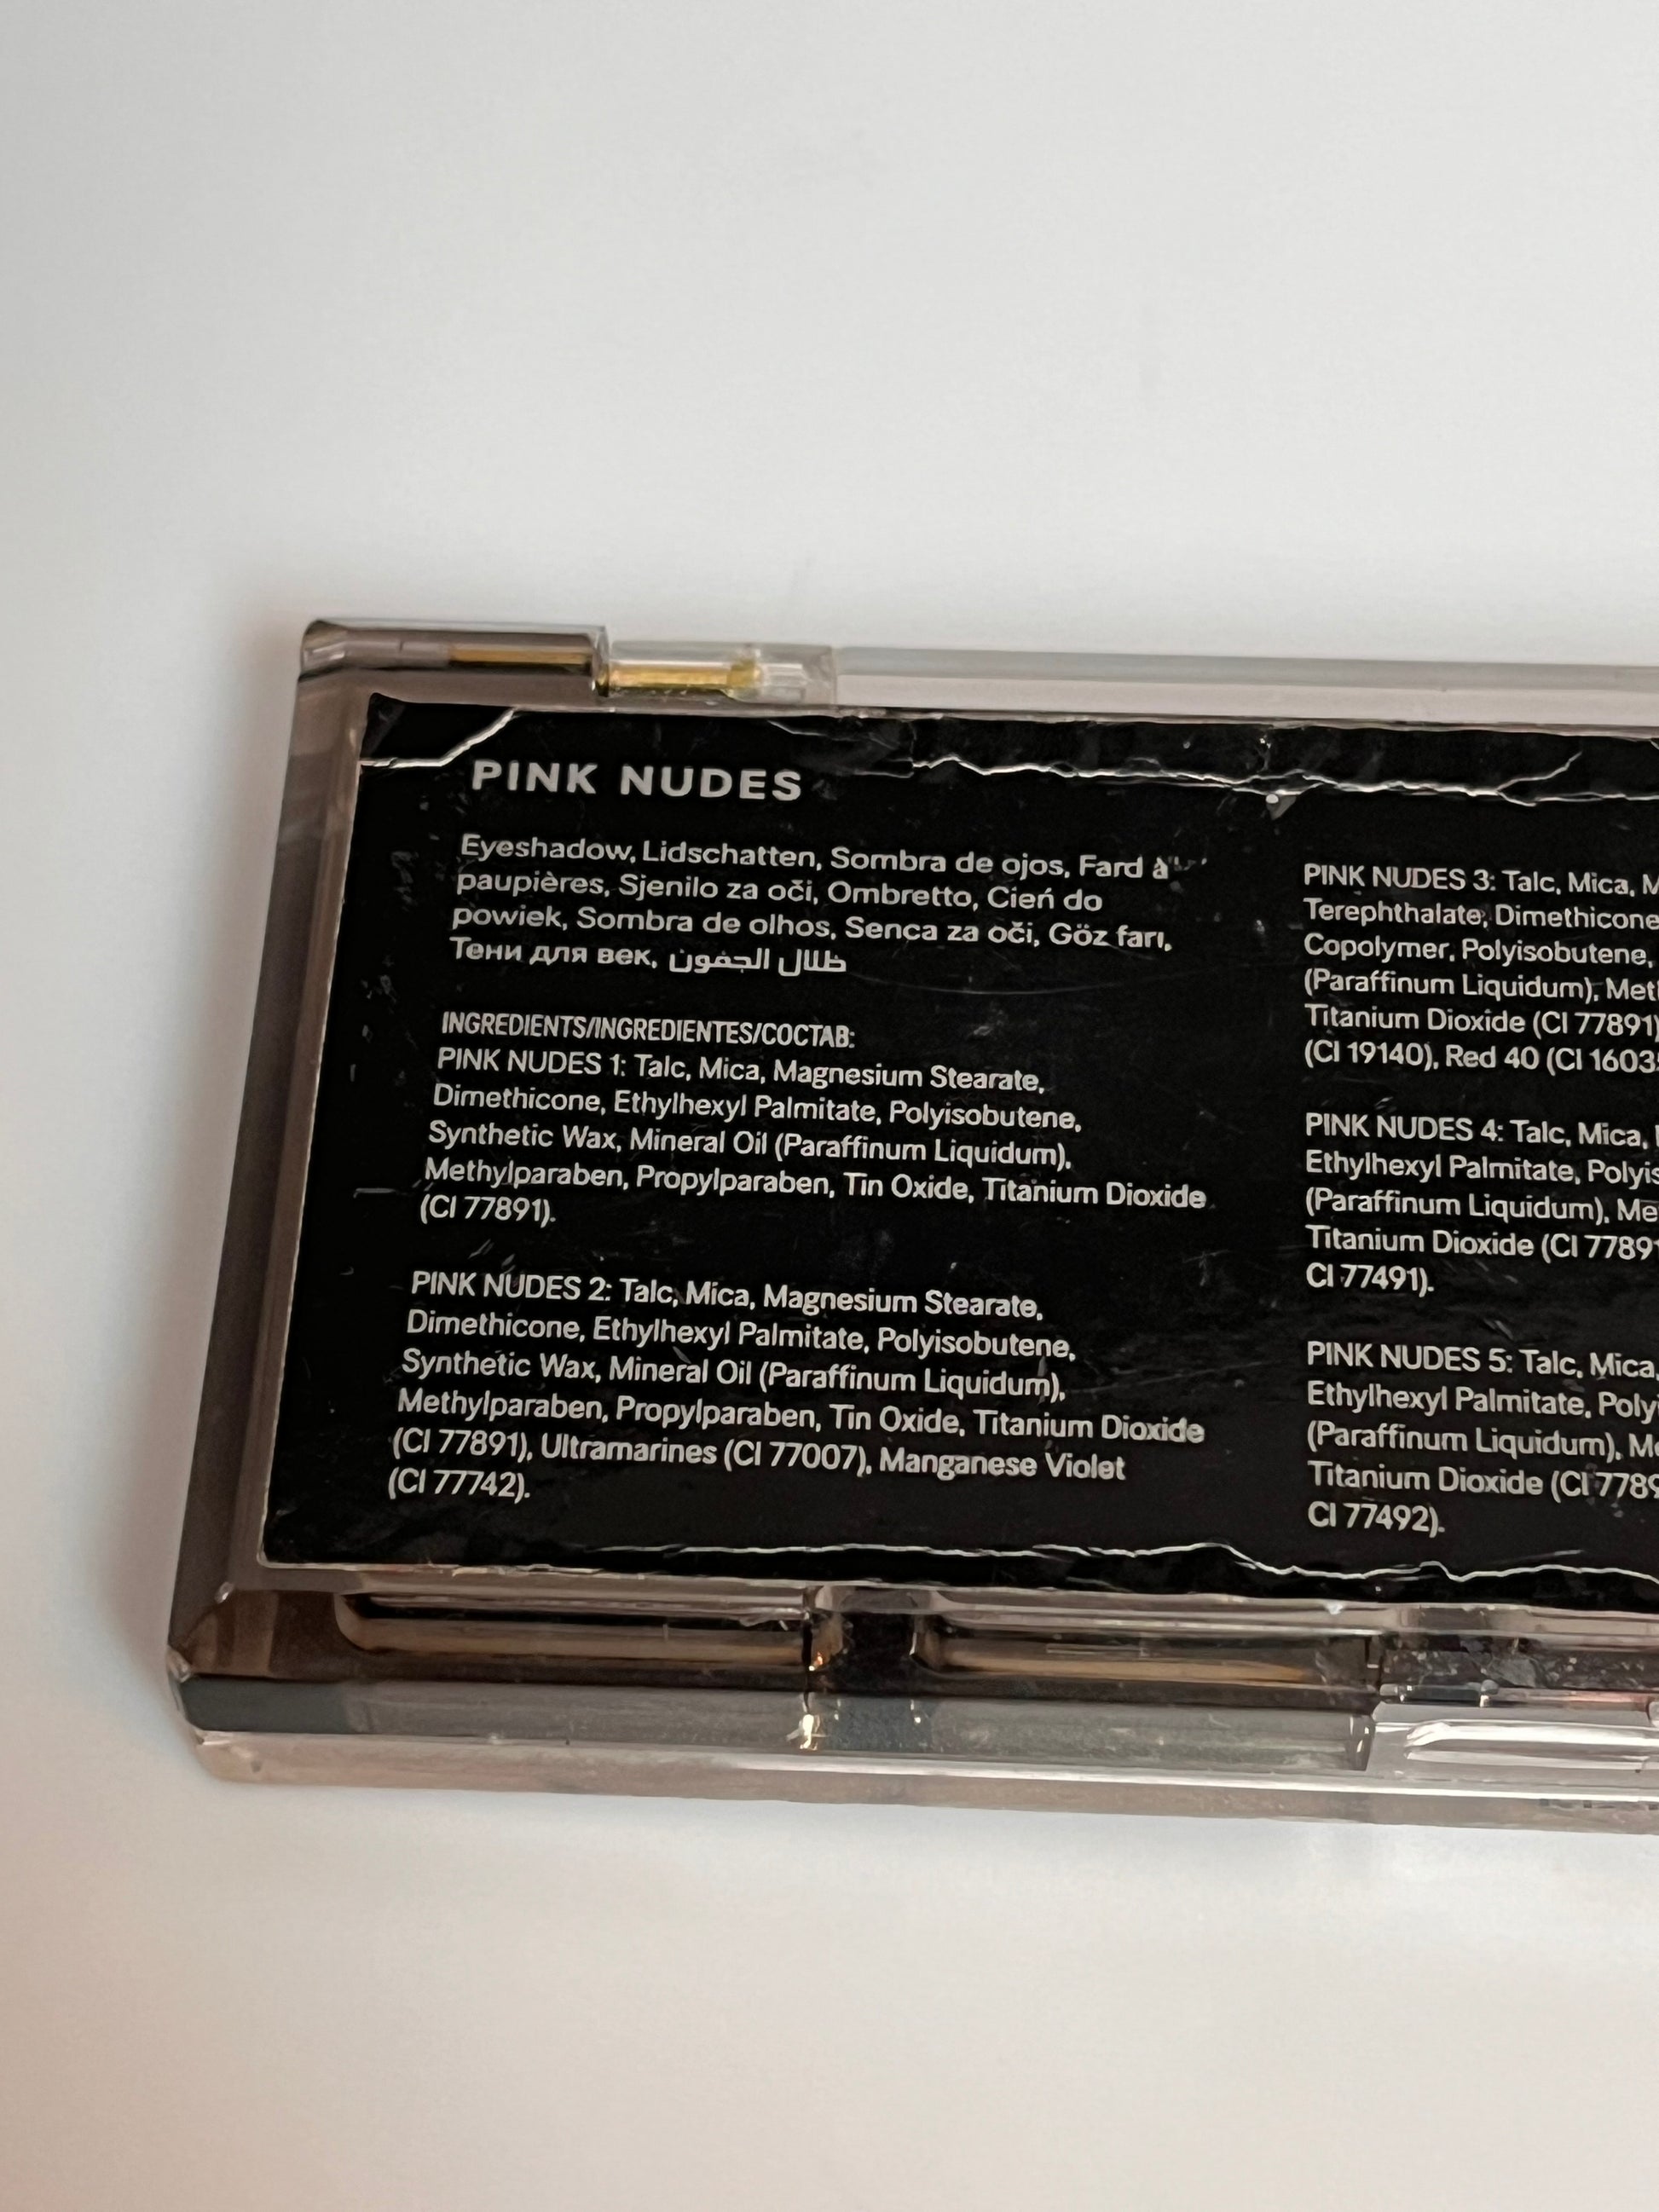 PINK NUDES
Eyeshadow, Lidschatten, Sombra de ojos, Fard à
paupières, Sjenilo za oči, Ombretto, Cień do
powiek, Sombra de olhos, Senca za oči, Göz farı,
Тени для век, ظلال الجفون
INGREDIENTS/INGREDIENTES/СОСТАВ:
PINK NUDES 1: Talc, Mica, Magnesium Stearate,
Dimethicone, Ethylhexyl Palmitate, Polyisobutene,
Synthetic Wax, Mineral Oil (Paraffinum Liquidum),
Methylparaben, Propylparaben, Tin Oxide, Titanium Dioxide
(CI 77891).
PINK NUDES 2: Talc, Mica, Magnesium Stearate,
Dimethicone, Ethylhexyl Palmitate, Polyisobutene,
Synthetic Wax, Mineral Oil (Paraffinum Liquidum),
Methylparaben, Propylparaben, Tin Oxide, Titanium Dioxide
(CI 77891), Ultramarines (CI 77007), Manganese Violet
(CI 77742).
PINK NUDES 3: Talc, Mica,
Terephthalate, Dimethicone
Copolymer, Polyisobutene,
(Paraffinum Liquidum),
Titanium Dioxide (CI 77891)
(CI 19140), Red 40 (CI
PINK NUDES 4: Talc, Mica,
Ethylhexyl Palmitate,
(Paraffinum Liquidum),
Titanium Dioxide (CI
CI 77491).
PINK NUDES 5: Talc, Mica,
Ethylhexyl Palmitate,
(Paraffinum Liquidum),
Titanium Dioxide (CI
CI 77492).